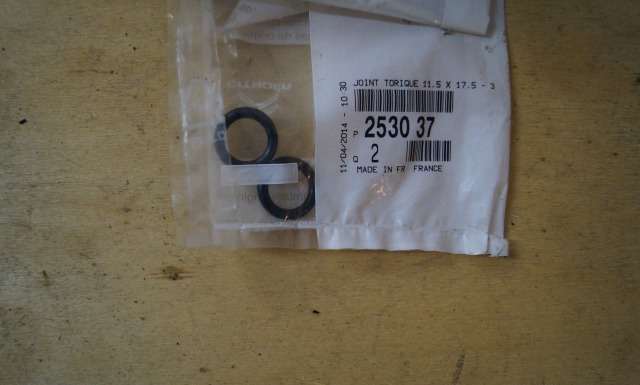 JOINT TORIQUE 11.5 X 17.5 - 3
11/04/2014 - 10 30
P 2530 37
Q 2
MADE IN FR FRANCE